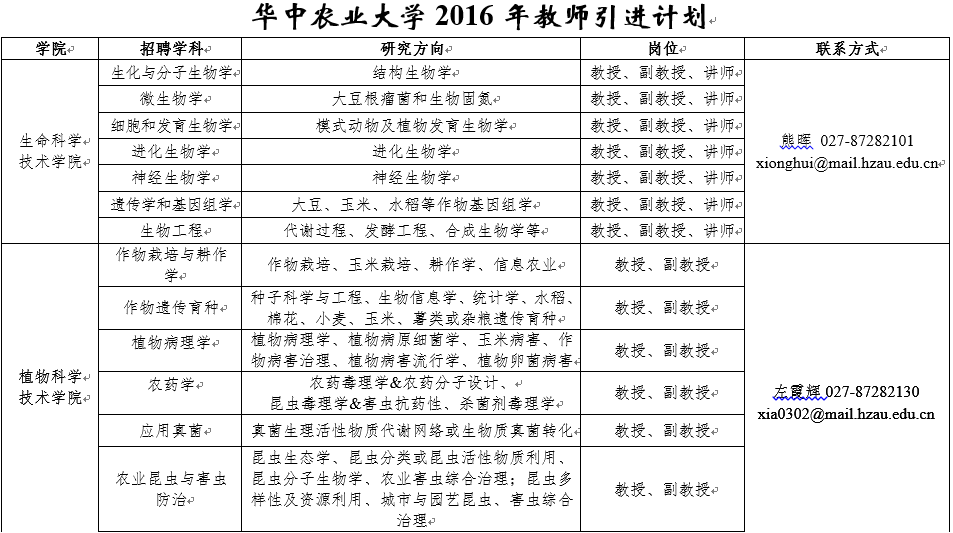 华中农业大学 2016 年教师引进计划
学院 招聘学科 研究方向 岗位 联系方式
生命科学
技术学院
生化与分子生物学 结构生物学 教授、副教授、讲师
微生物学 大豆根瘤菌和生物固氮 教授、副教授、讲师
细胞和发育生物学 模式动物及植物发育生物学 教授、副教授、讲师
进化生物学 进化生物学 教授、副教授、讲师
神经生物学 神经生物学 教授、副教授、讲师
遗传学和基因组学 大豆、玉米、水稻等作物基因组学 教授、副教授、讲师
生物工程 代谢过程、发酵工程、合成生物学等 教授、副教授、讲师
熊晖 027-87282101
xionghui@mail.hzau.edu.cn
植物科学
技术学院
作物栽培与耕作
学
作物栽培、玉米栽培、耕作学、信息农业 教授、副教授
作物遗传育种
种子科学与工程、生物信息学、统计学、水稻、
棉花、小麦、玉米、薯类或杂粮遗传育种
教授、副教授
植物病理学
植物病理学、植物病原细菌学、玉米病害、作
物病害治理、植物病害流行学、植物卵菌病害
教授、副教授
农药学
农药毒理学&农药分子设计、
昆虫毒理学&害虫抗药性、杀菌剂毒理学
教授、副教授
应用真菌 真菌生理活性物质代谢网络或生物质真菌转化 教授、副教授
农业昆虫与害虫
防治
昆虫生态学、昆虫分类或昆虫活性物质利用、
昆虫分子生物学、农业害虫综合治理；昆虫多
样性及资源利用、城市与园艺昆虫、害虫综合
治理
教授、副教授
左霞辉 027-87282130
xia0302@mail.hzau.edu.cn